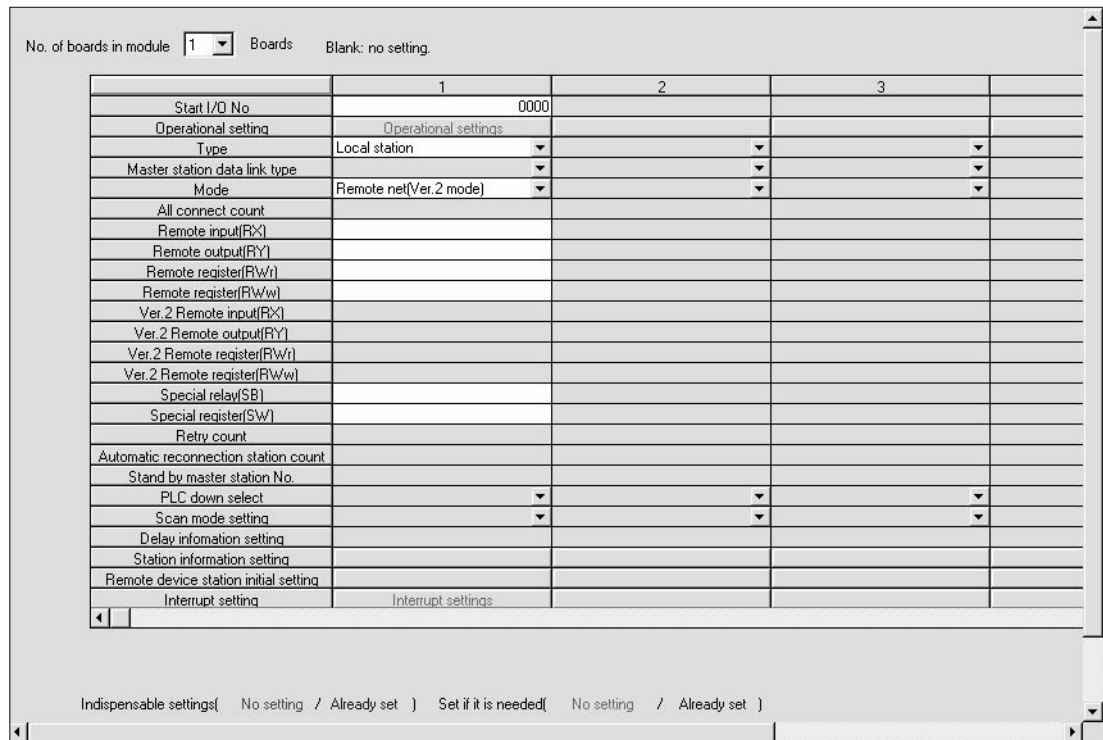 No. of boards in module 1 Boards Blank: no setting.
1 2 3
Start I/O No 0000
Operational setting Operational settings
Type Local station
Master station data link type
Mode Remote net(Ver.2 mode)
All connect count
Remote input(RX)
Remote output(RY)
Remote register(RWr)
Remote register(RWw)
Ver.2 Remote input(RX)
Ver.2 Remote output(RY)
Ver.2 Remote register(RWr)
Ver.2 Remote register(RWw)
Special relay(SB)
Special register(SW)
Retry count
Automatic reconnection station count
Stand by master station No.
PLC down select
Scan mode setting
Delay infomation setting
Station information setting
Remote device station initial setting
Interrupt setting Interrupt settings
Indispensable settings( No setting / Already set ) Set if it is needed( No setting / Already set )